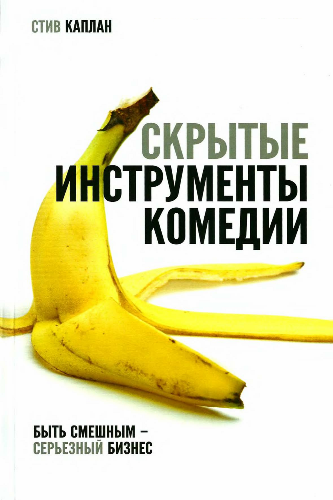 СТИВ КАПЛАН
СКРЫТЫЕ
ИНСТРУМЕНТЫ
КОМЕДИИ
БЫТЬ СМЕШНЫМ –
СЕРЬЕЗНЫЙ БИЗНЕС